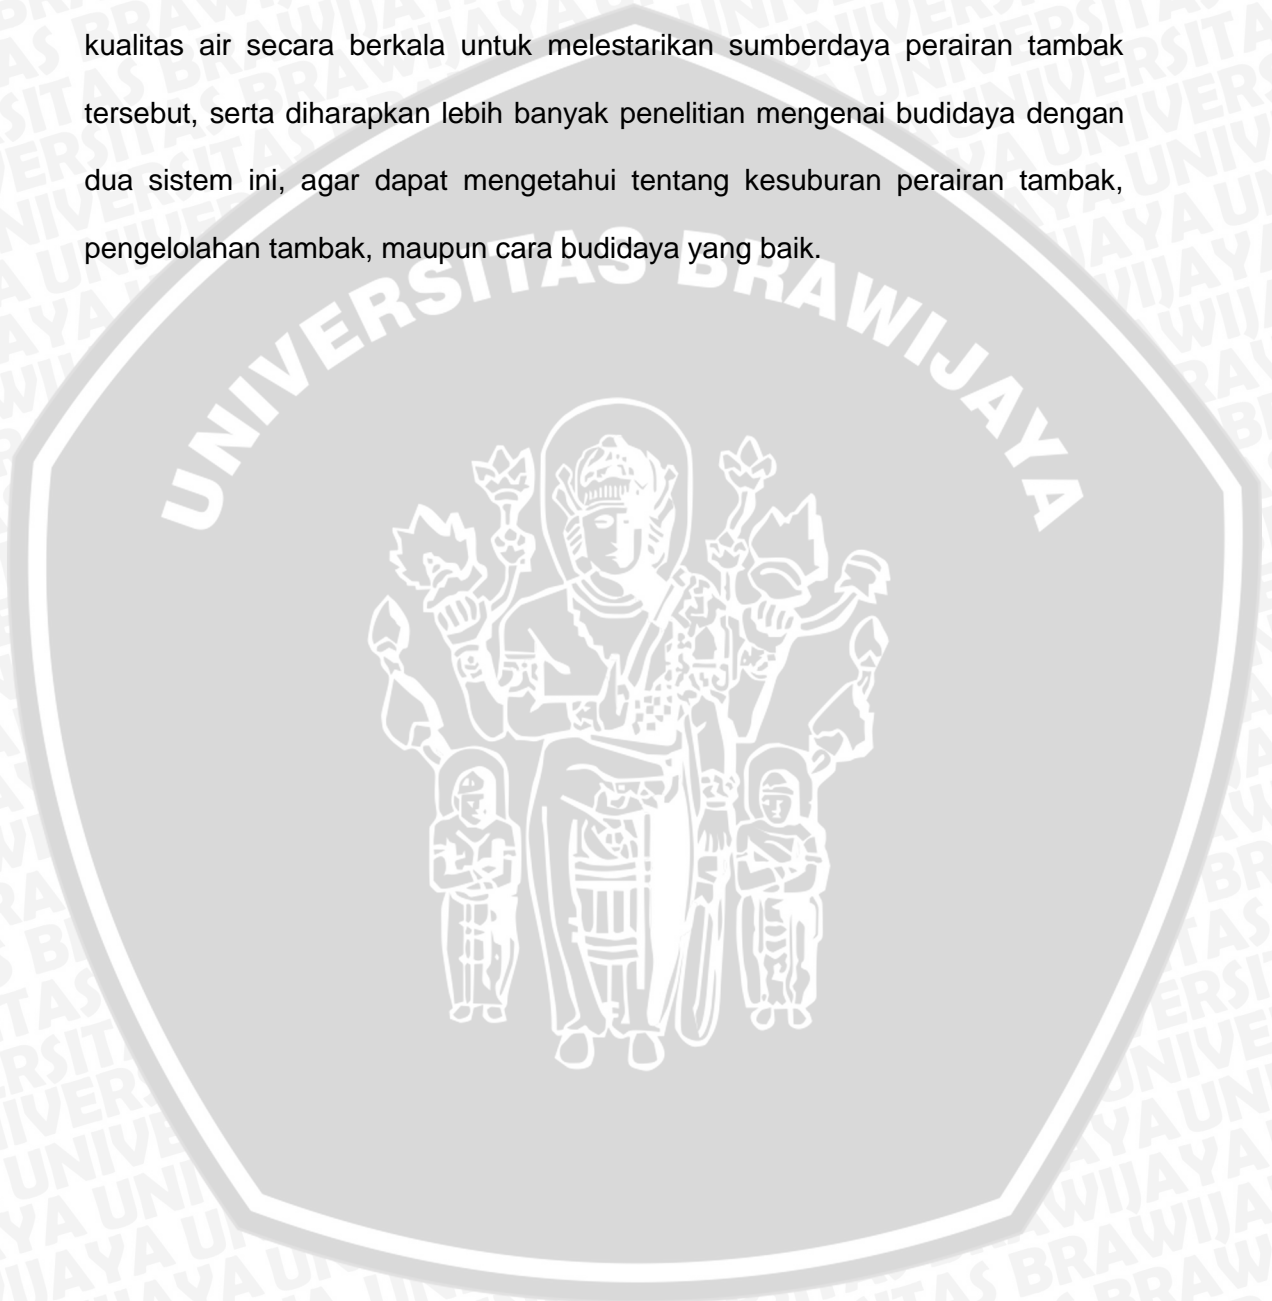 kualitas air secara berkala untuk melestarikan sumberdaya perairan tambak
tersebut, serta diharapkan lebih banyak penelitian mengenai budidaya dengan
dua sistem ini, agar dapat mengetahui tentang kesuburan perairan tambak,
pengelolahan tambak, maupun cara budidaya yang baik.
UNIVERSITAS BRAWIJAYA